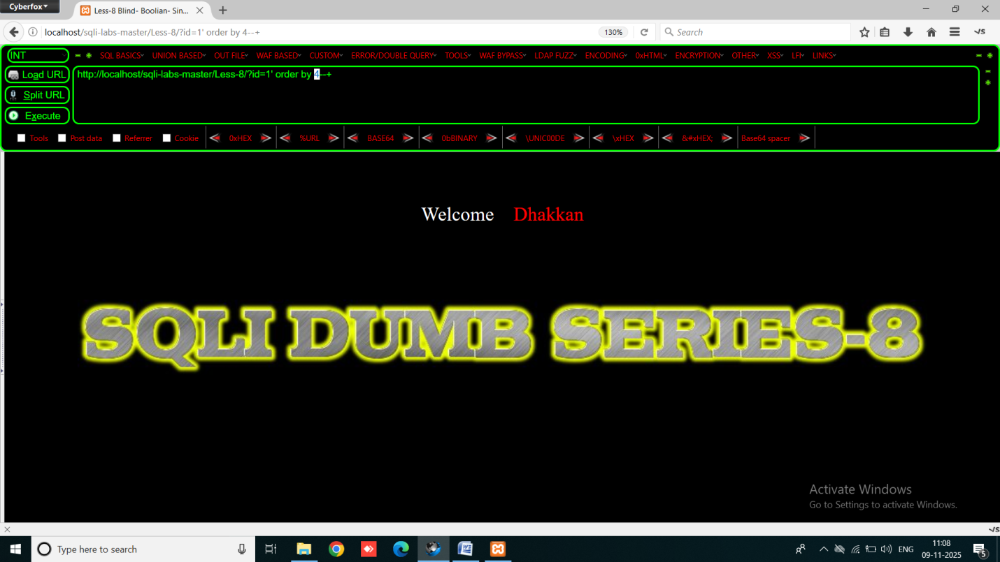 Cyberfox
Less-8 Blind- Boolian- Sin...
localhost/sqli-labs-master/Less-8/?id=1' order by 4--+
130%
Search
INT
SQL BASICS
UNION BASED
OUT FILE
WAF BASED
CUSTOM
ERROR/DOUBLE QUERY
TOOLS
WAF BYPASS
LDAP FUZZ
ENCODING
0xHTML
ENCRYPTION
OTHER
XSS
LFI
LINKS
Load URL
http://localhost/sqli-labs-master/Less-8/?id=1' order by 4--+
Split URL
Execute
Tools
Post data
Referrer
Cookie
0xHEX
%URL
BASE64
0bBINARY
\UNIC00DE
\xHEX
&#xHEX;
Base64 spacer
Welcome Dhakkan
SQLI DUMB SERIES-8
Activate Windows
Go to Settings to activate Windows.
Type here to search
ENG
11:08
09-11-2025
5